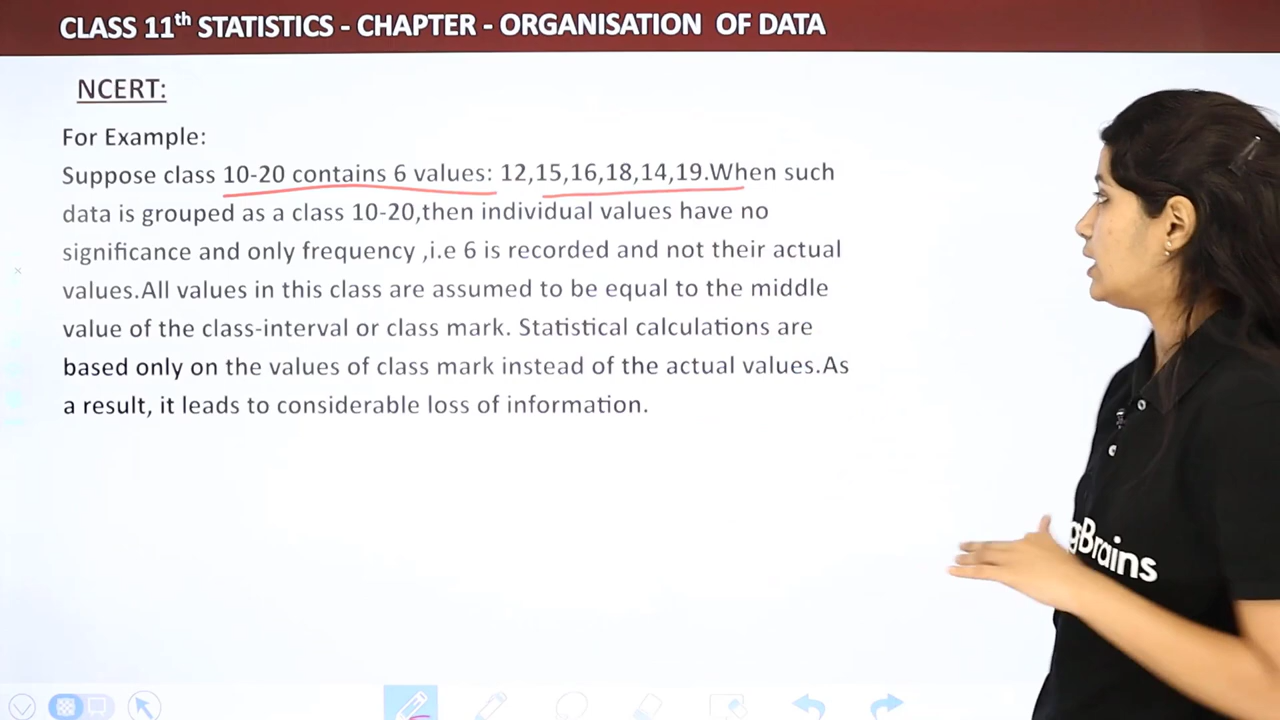 CLASS 11th STATISTICS - CHAPTER - ORGANISATION OF DATA
NCERT:
For Example:
Suppose class 10-20 contains 6 values: 12,15,16,18,14,19.When such
data is grouped as a class 10-20,then individual values have no
significance and only frequency ,i.e 6 is recorded and not their actual
values.All values in this class are assumed to be equal to the middle
value of the class-interval or class mark. Statistical calculations are
based only on the values of class mark instead of the actual values.As
a result, it leads to considerable loss of information.
gBrains